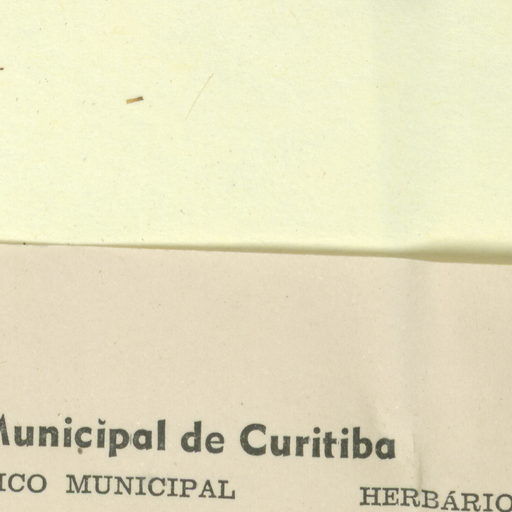 Municipal de Curitiba
ICO MUNICIPAL HERBÁRIO